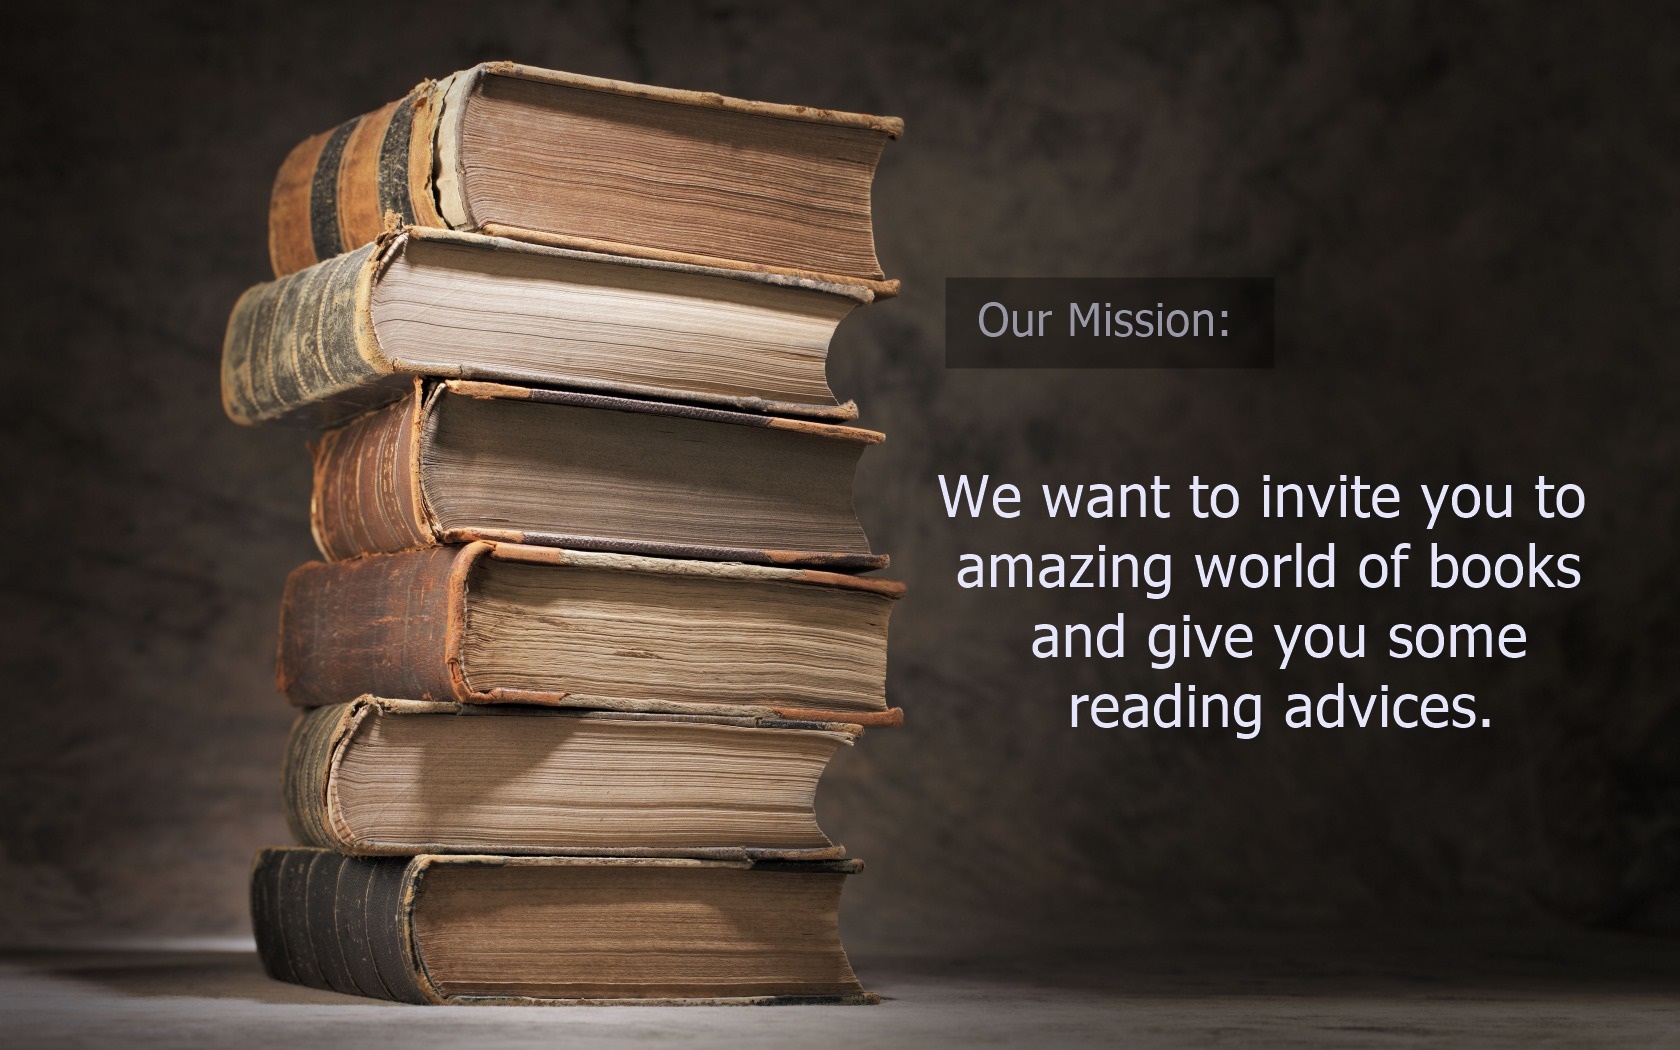 Our Mission:
We want to invite you to
amazing world of books
and give you some
reading advices.